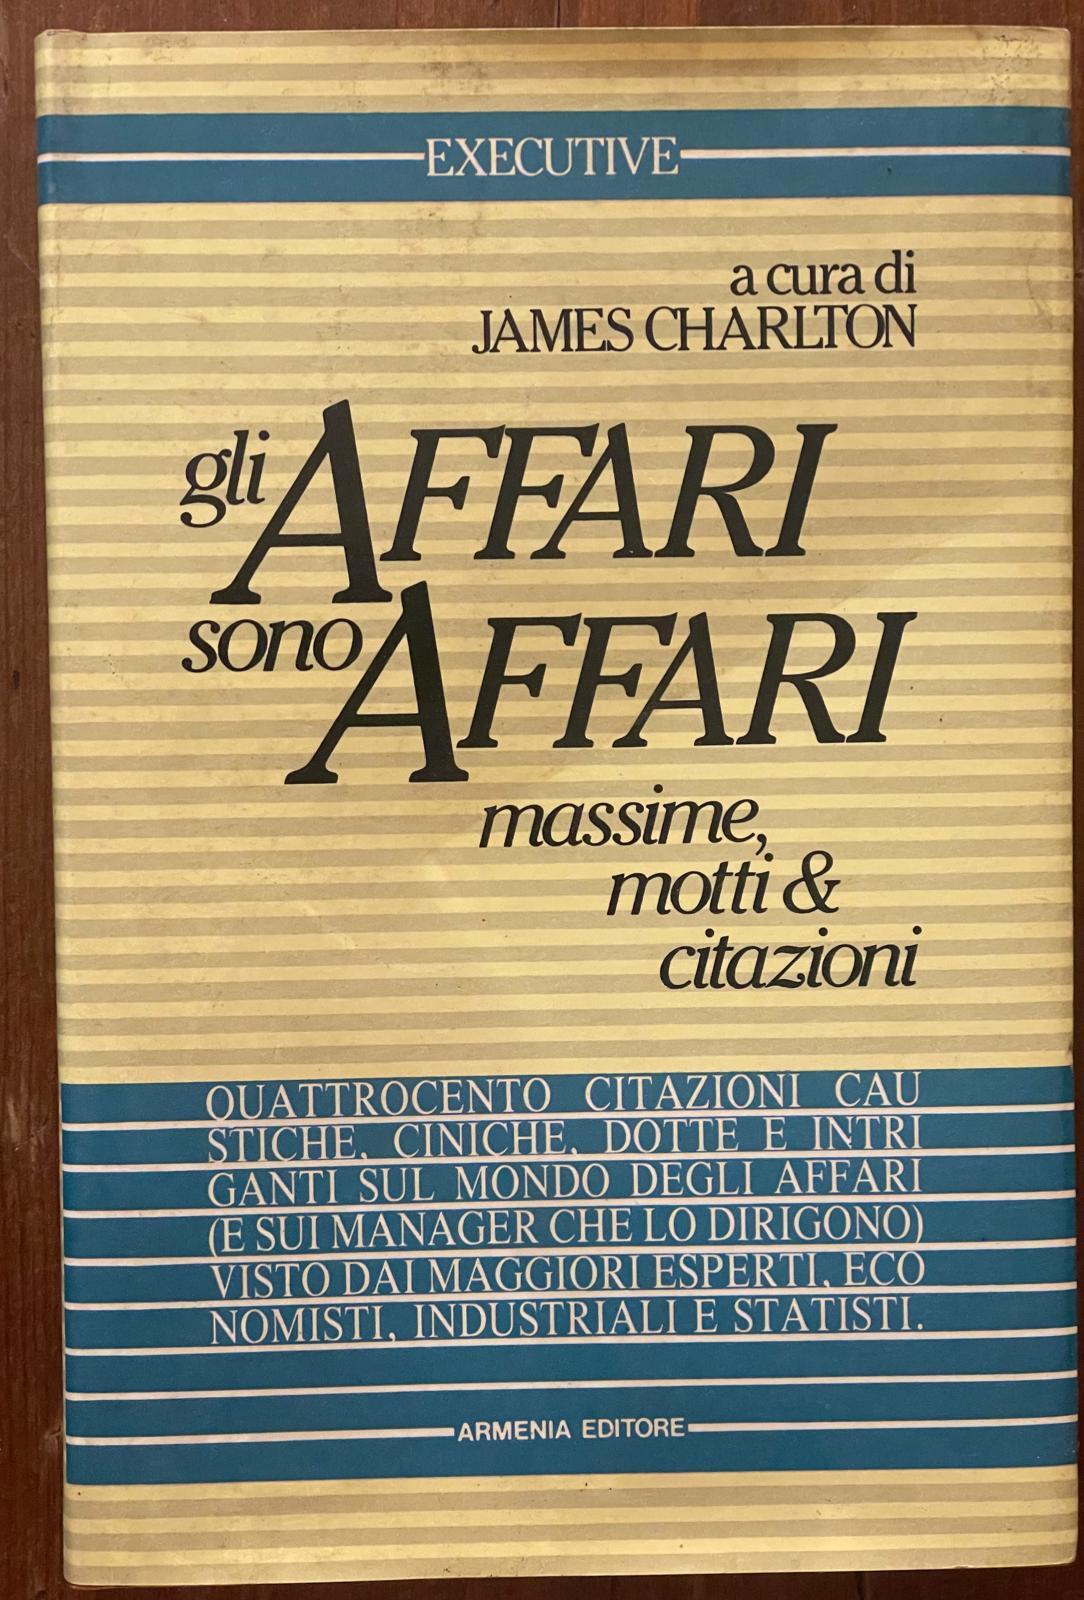 EXECUTIVE
a cura di
JAMES CHARLTON
gli AFFARI
sono AFFARI
massime,
motti &
citazioni
QUATTROCENTO CITAZIONI CAU
STICHE, CINICHE, DOTTE E INTRI
GANTI SUL MONDO DEGLI AFFARI
(E SUI MANAGER CHE LO DIRIGONO)
VISTO DAI MAGGIORI ESPERTI, ECO
NOMISTI, INDUSTRIALI E STATISTI.
ARMENIA EDITORE